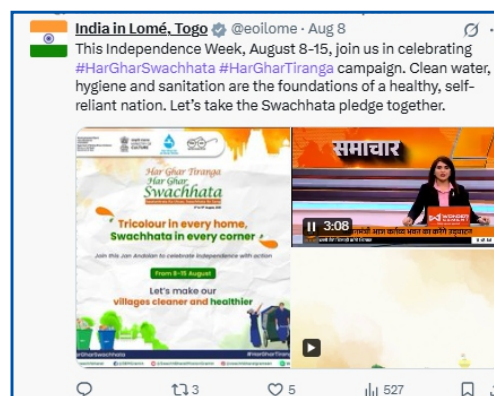 India in Lomé, Togo @eoilome · Aug 8
This Independence Week, August 8-15, join us in celebrating
#HarGharSwachhata #HarGharTiranga campaign. Clean water,
hygiene and sanitation are the foundations of a healthy, self-
reliant nation. Let's take the Swachhata pledge together.
Har Ghar Tiranga
Har Ghar
Swachhata
Tricolour in every home,
Swachhata in every corner
Join this Jan Andolan to celebrate independence with action
From 8-15 August
Let's make our
villages cleaner and healthier
#HarGharTiran
समाचार
3:08
WONDER
CEMENT
3
5
527